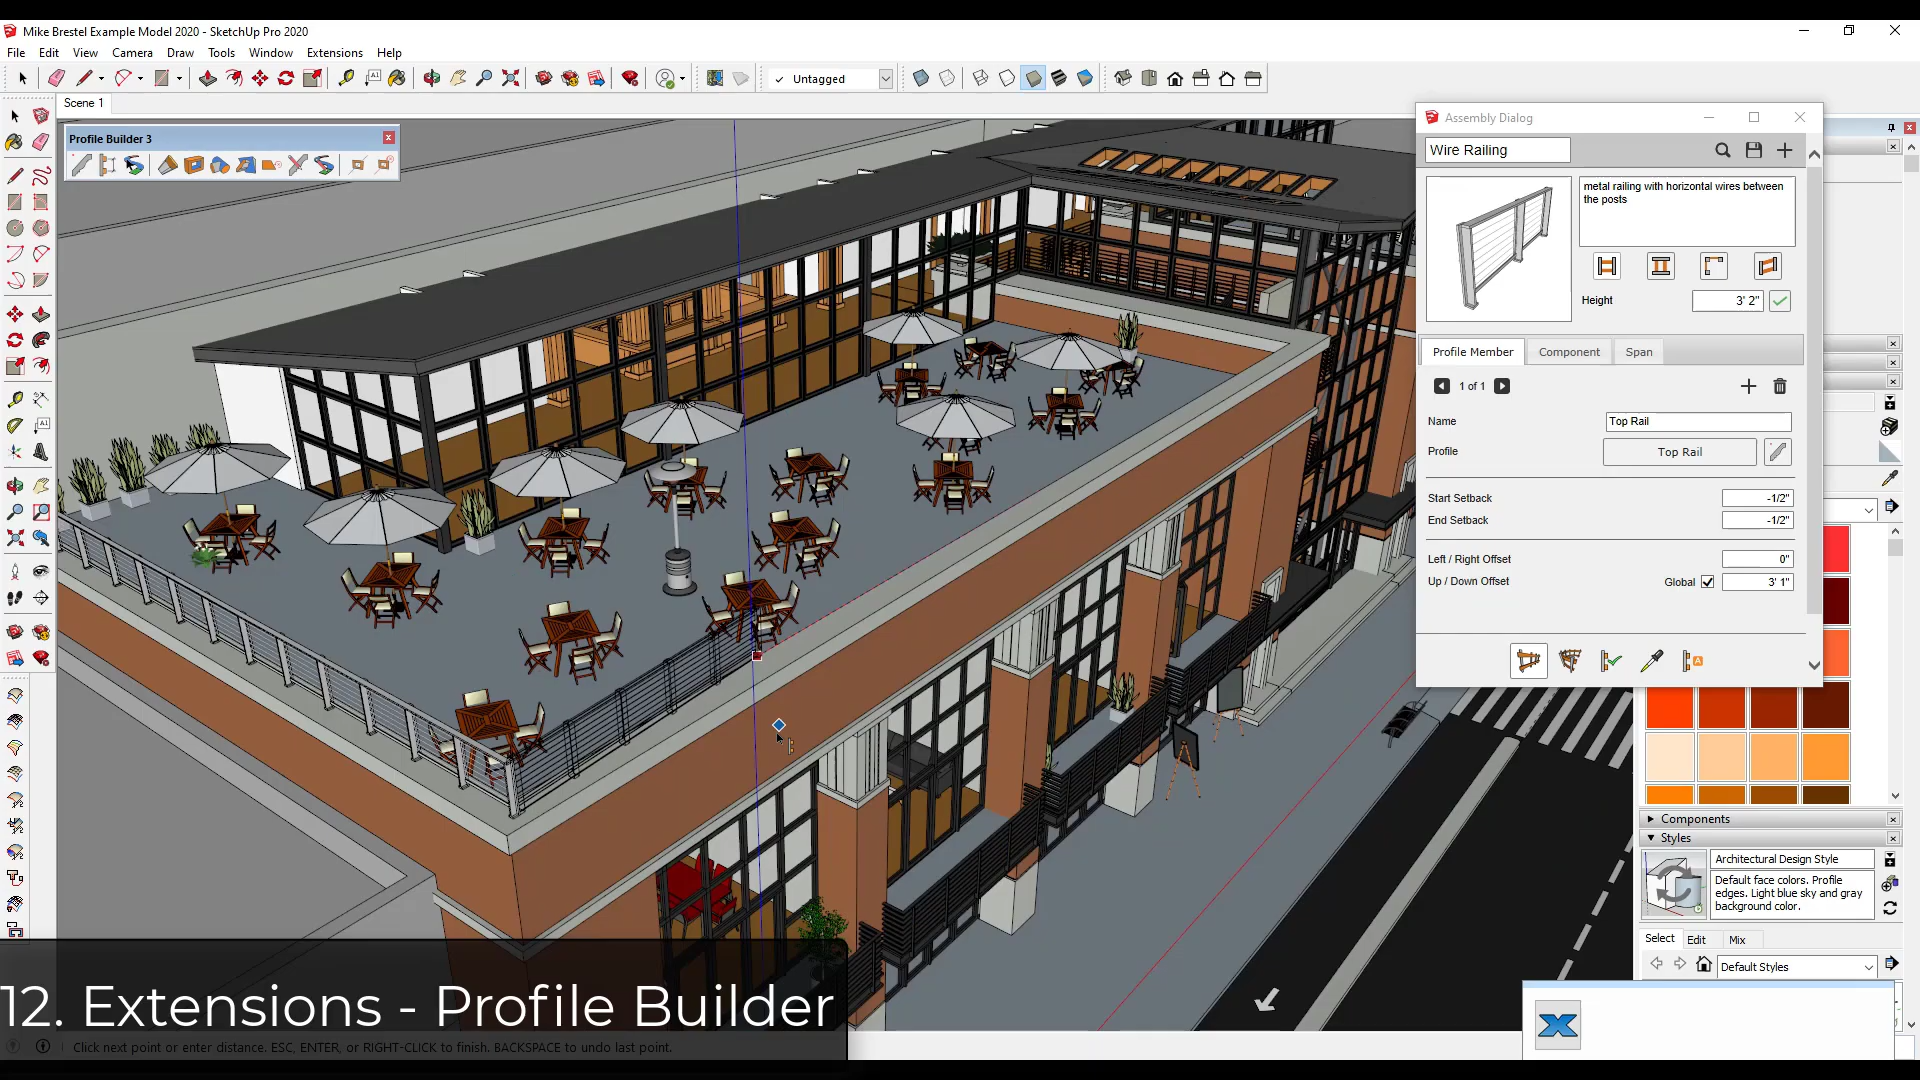 Mike Brestel Example Model 2020 - SketchUp Pro 2020
File Edit View Camera Draw Tools Window Extensions Help
Untagged
Scene 1
Profile Builder 3
Assembly Dialog
Wire Railing
metal railing with horizontal wires between
the posts
Height 3' 2"
Profile Member Component Span
1 of 1
Name Top Rail
Profile Top Rail
Start Setback -1/2"
End Setback -1/2"
Left / Right Offset 0"
Up / Down Offset Global 3' 1"
Components
Styles
Architectural Design Style
Default face colors. Profile
edges. Light blue sky and gray
background color.
Select Edit Mix
Default Styles
12. Extensions - Profile Builder
Click next point or enter distance. ESC, ENTER, or RIGHT-CLICK to finish. BACKSPACE to undo last point.